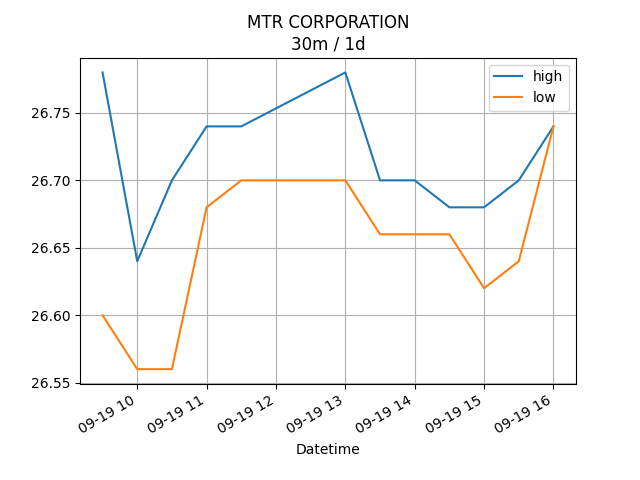 MTR CORPORATION
30m / 1d
high
low
26.75
26.70
26.65
26.60
26.55
09-19 10
09-19 11
09-19 12
09-19 13
09-19 14
09-19 15
09-19 16
Datetime